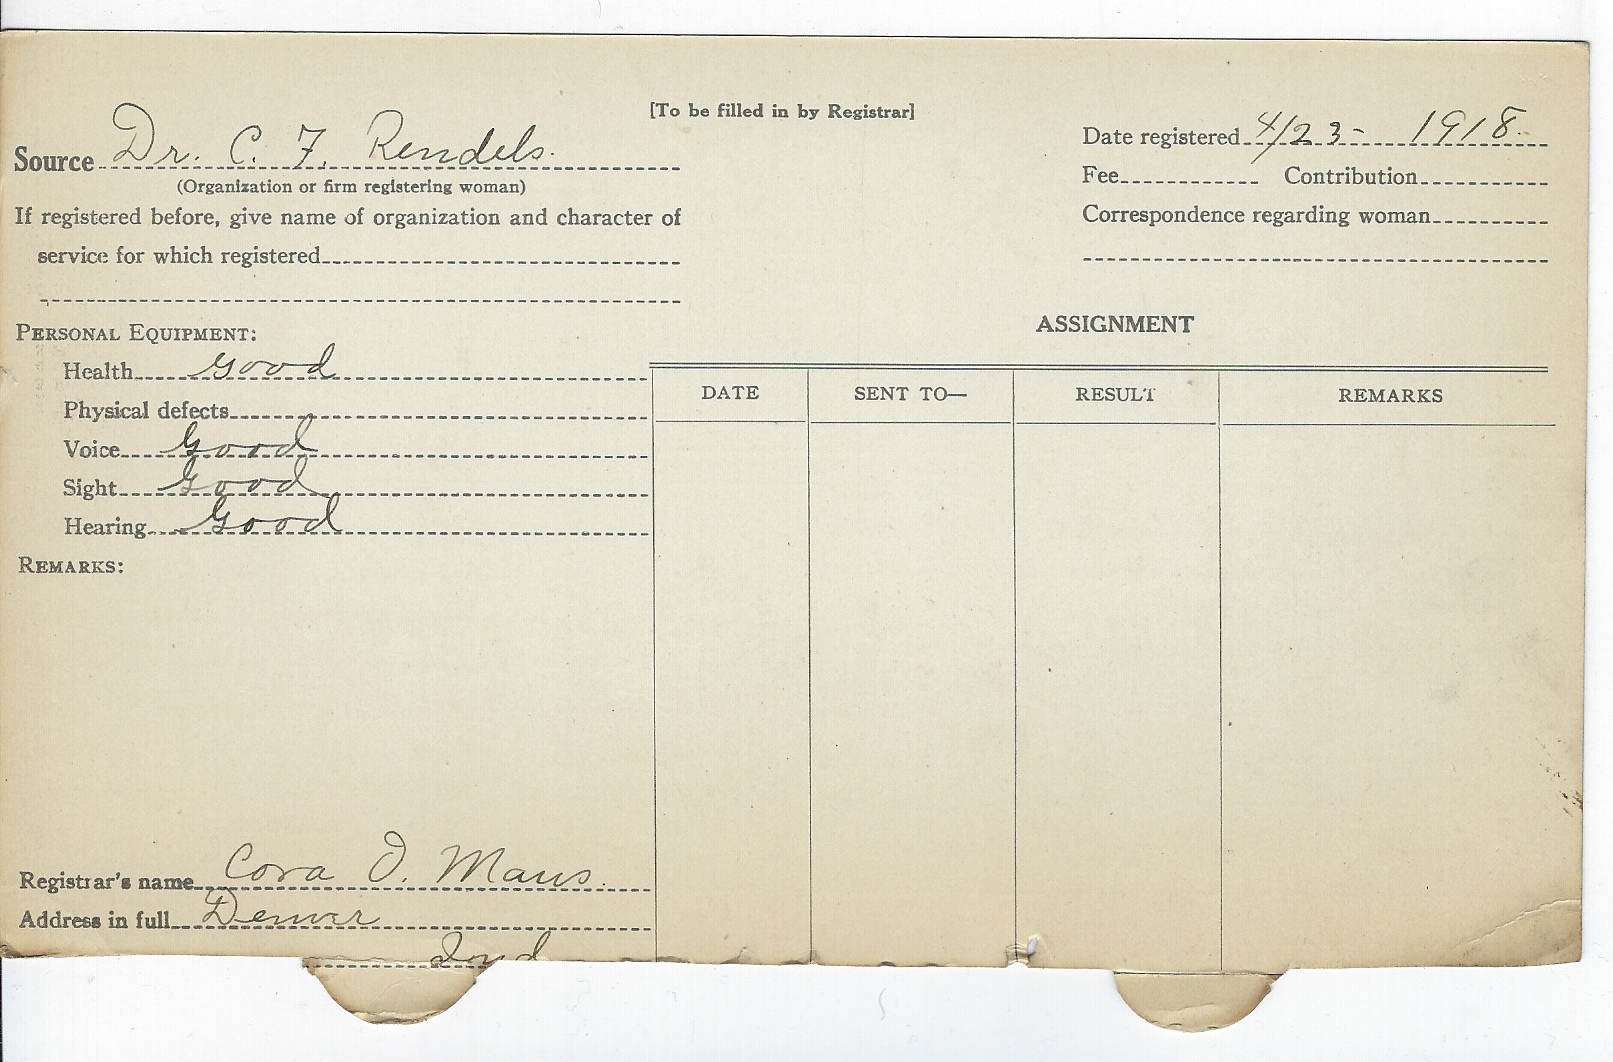 [To be filled in by Registrar]
Source Dr. C. F. Rendels.
(Organization or firm registering woman)
If registered before, give name of organization and character of
service for which registered
Date registered 4/23- 1918.
Fee Contribution
Correspondence regarding woman
PERSONAL EQUIPMENT:
Health Good
Physical defects
Voice Good
Sight Good
Hearing Good
REMARKS:
Registrar's name Cora O. Maus.
Address in full Denver
Ind
ASSIGNMENT
DATE SENT TO— RESULT REMARKS